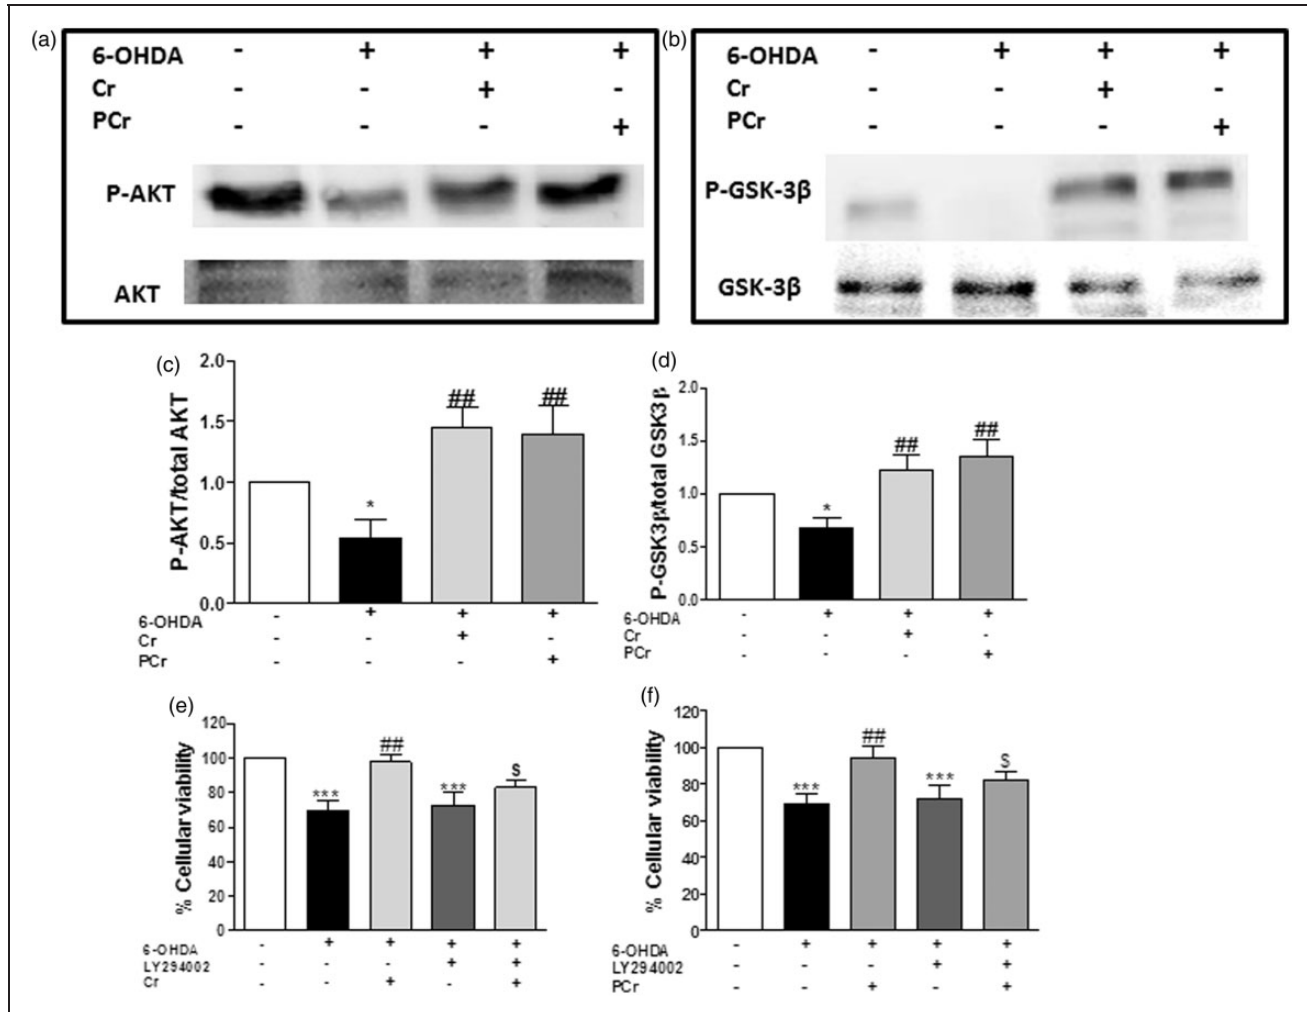 (a)
6-OHDA - + + +
Cr - - + -
PCr - - - +
P-AKT
AKT
(b)
6-OHDA - + + +
Cr - - + -
PCr - - - +
P-GSK-3β
GSK-3β
(c)
P-AKT/total AKT
2.0
1.5
1.0
0.5
0.0
*
##
##
6-OHDA - + + +
Cr - - + -
PCr - - - +
(d)
P-GSK3β/total GSK3β
2.0
1.5
1.0
0.5
0.0
*
##
##
6-OHDA - + + +
Cr - - + -
PCr - - - +
(e)
% Cellular viability
120
100
80
60
40
20
0
***
##
***
$
6-OHDA - + + + +
LY294002 - - - + +
Cr - - + - +
(f)
% Cellular viability
120
100
80
60
40
20
0
***
##
***
$
6-OHDA - + + + +
LY294002 - - - + +
PCr - - + - +